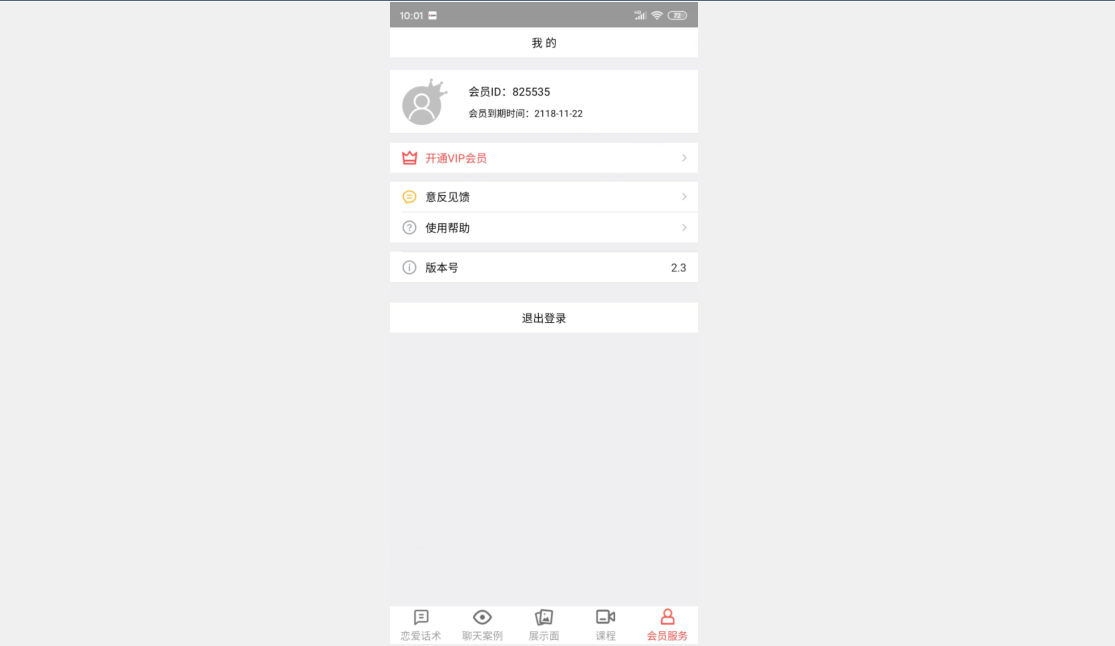 10:01
72
我 的
会员ID：825535
会员到期时间：2118-11-22
开通VIP会员
意反见馈
使用帮助
版本号 2.3
退出登录
恋爱话术 聊天案例 展示面 课程 会员服务